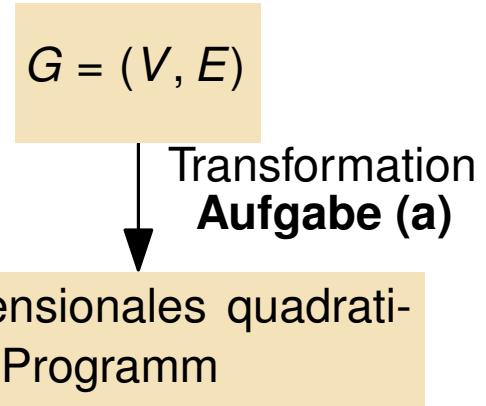 G = (V, E)
Transformation
Aufgabe (a)
ensionales quadrati-
Programm